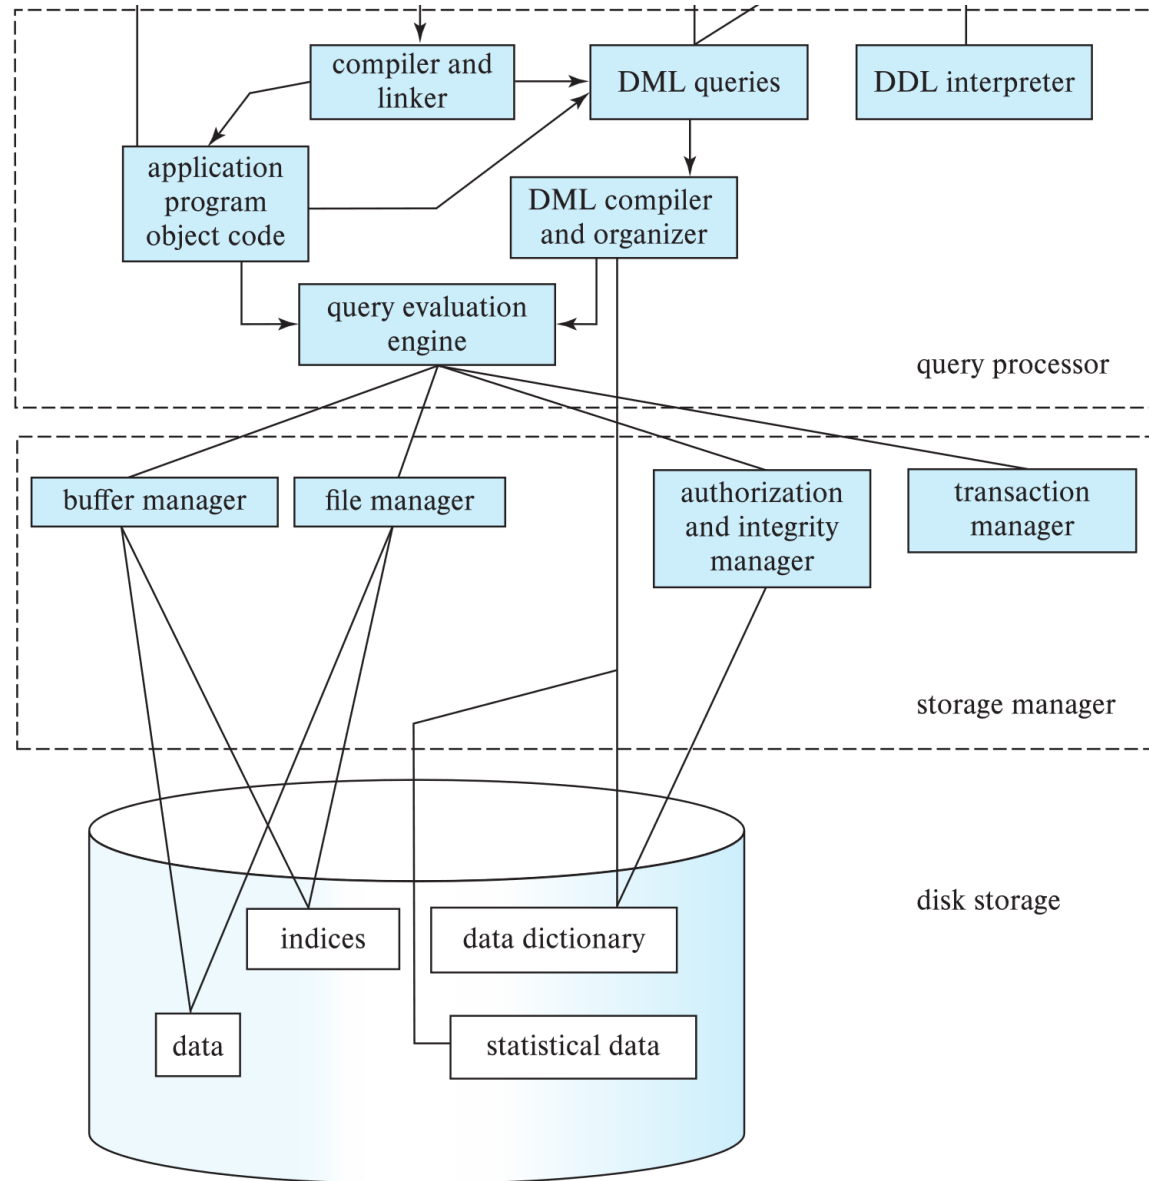 compiler and
linker
DML queries
DDL interpreter
application
program
object code
DML compiler
and organizer
query evaluation
engine
query processor
buffer manager
file manager
authorization
and integrity
manager
transaction
manager
storage manager
disk storage
indices
data dictionary
data
statistical data